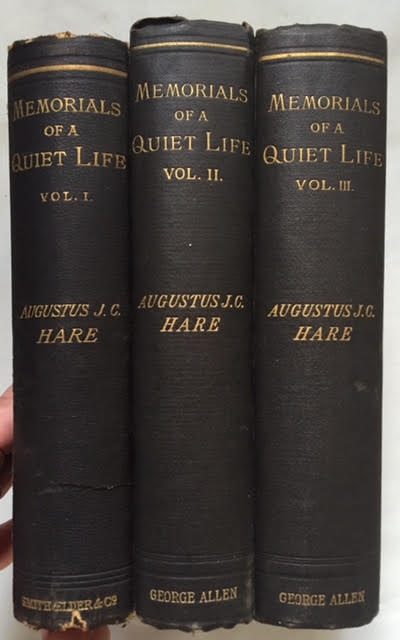 MEMORIALS
OF A
QUIET LIFE
VOL. I.
AUGUSTUS J. C.
HARE
SMITH ELDER & Co
MEMORIALS
OF A
QUIET LIFE
VOL. II.
AUGUSTUS J. C.
HARE
GEORGE ALLEN
MEMORIALS
OF A
QUIET LIFE
VOL. III.
AUGUSTUS J. C.
HARE
GEORGE ALLEN